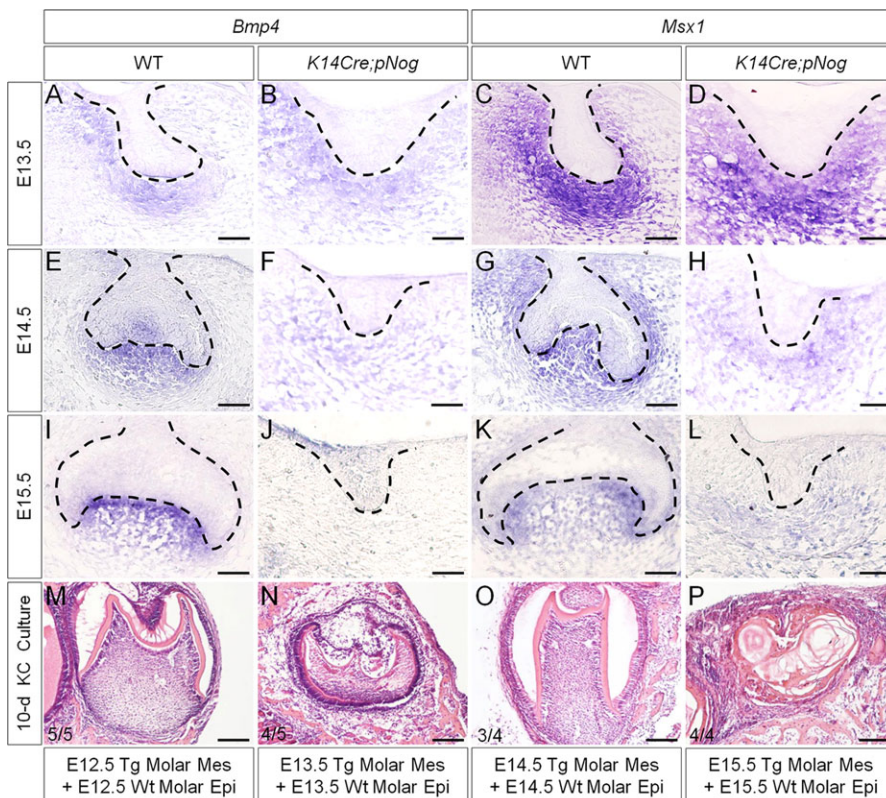 Bmp4 Msx1
WT K14Cre;pNog WT K14Cre;pNog
E13.5
A B C D
E14.5
E F G H
E15.5
I J K L
10-d KC Culture
M N O P
5/5 4/5 3/4 4/4
E12.5 Tg Molar Mes E13.5 Tg Molar Mes E14.5 Tg Molar Mes E15.5 Tg Molar Mes
+ E12.5 Wt Molar Epi + E13.5 Wt Molar Epi + E14.5 Wt Molar Epi + E15.5 Wt Molar Epi